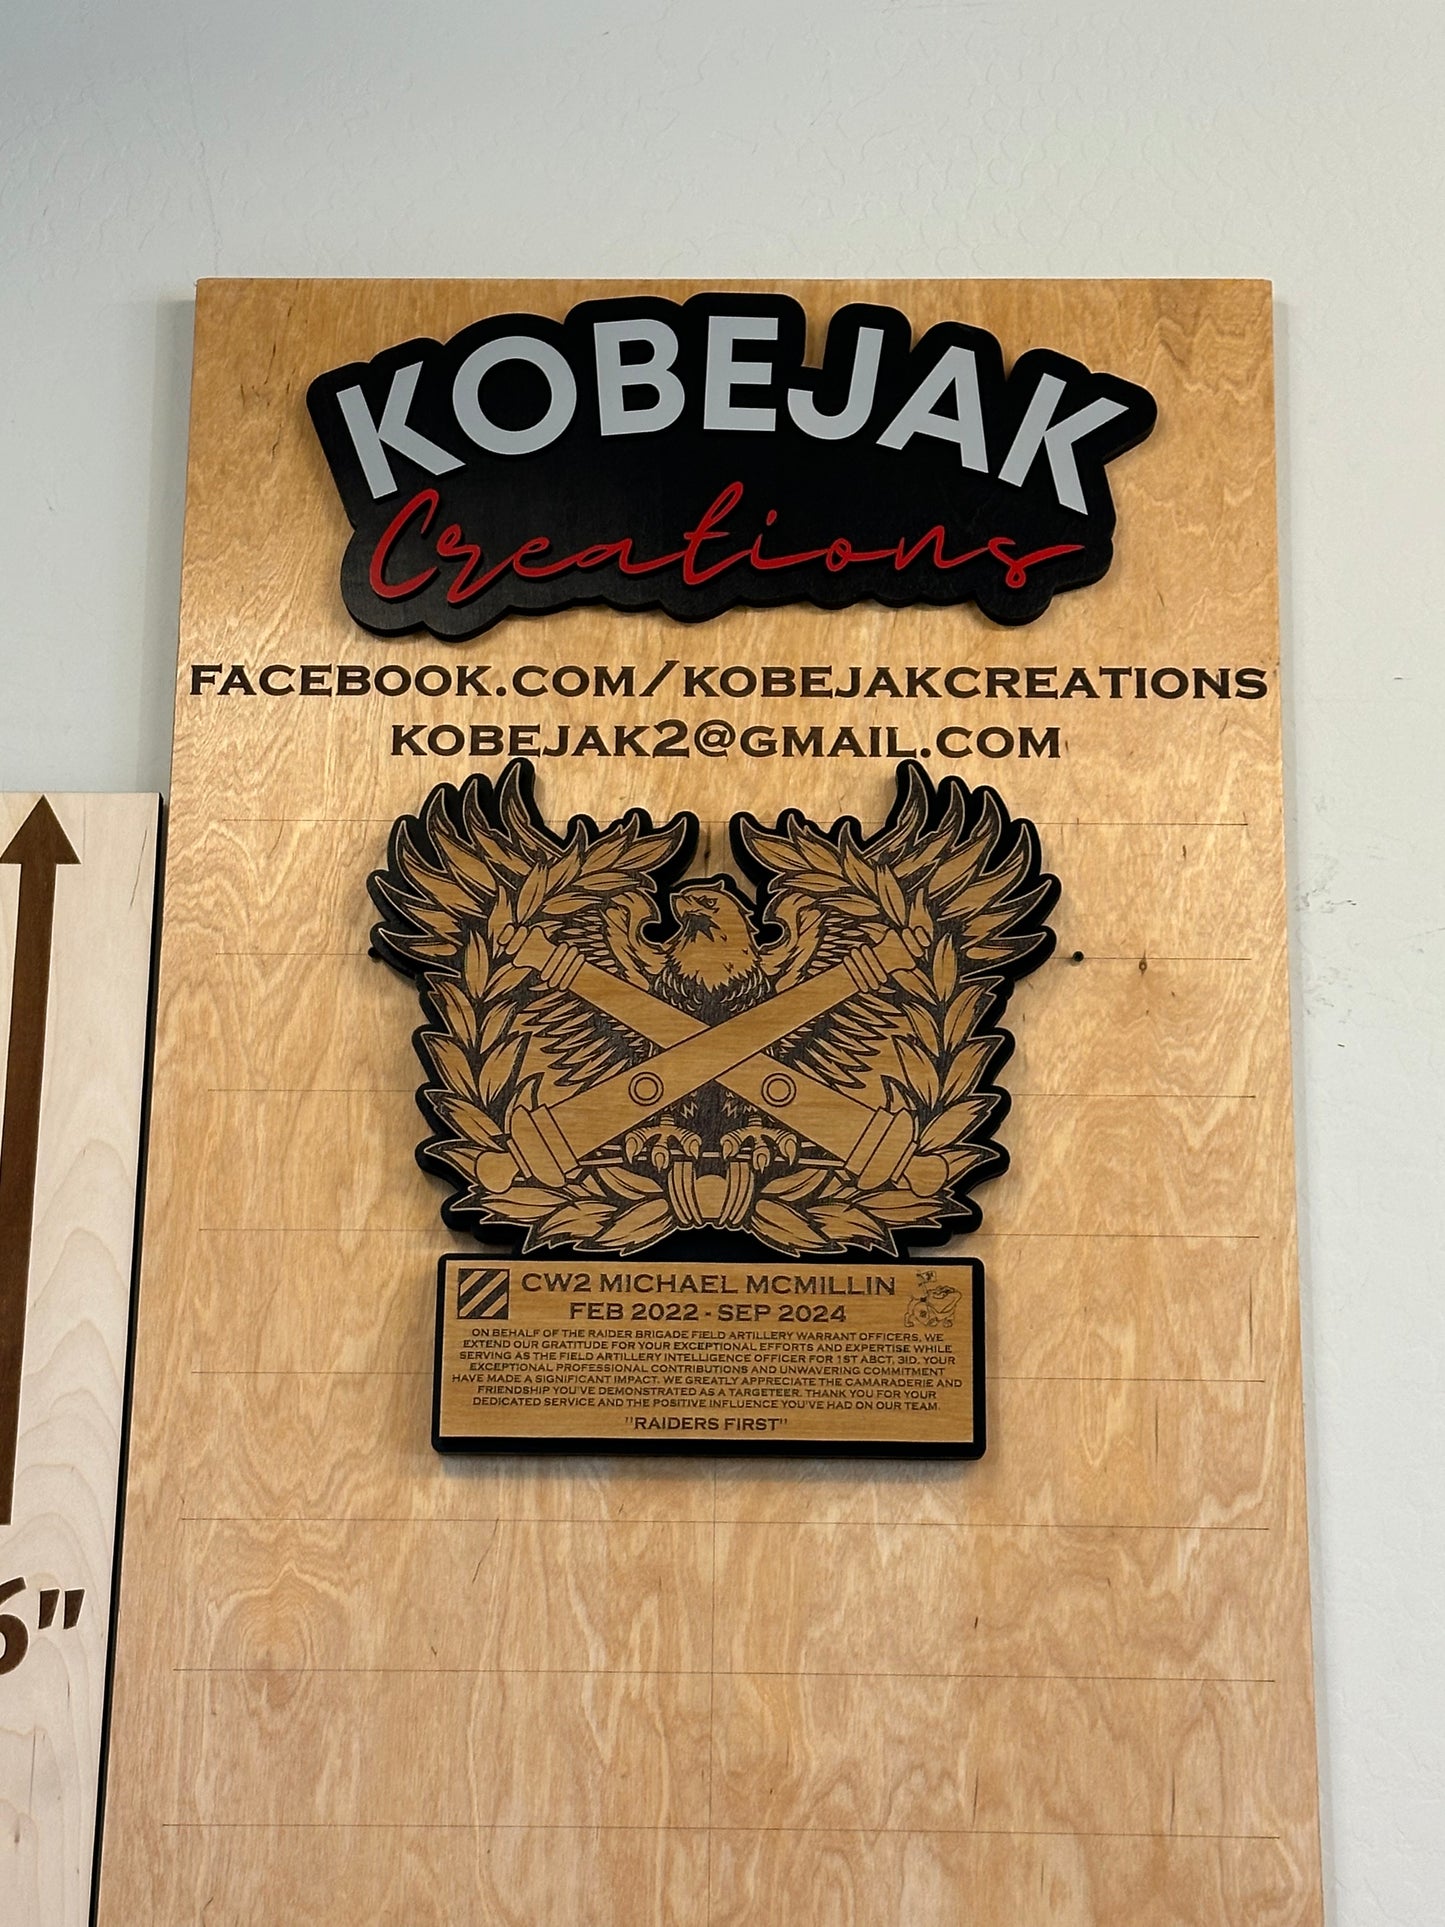 KOBEJAK
Creations
FACEBOOK.COM/KOBEJAKCREATIONS
KOBEJAK2@GMAIL.COM
CW2 MICHAEL MCMILLIN
FEB 2022 - SEP 2024
ON BEHALF OF THE RAIDER BRIGADE FIELD ARTILLERY WARRANT OFFICERS, WE
EXTEND OUR GRATITUDE FOR YOUR EXCEPTIONAL EFFORTS AND EXPERTISE WHILE
SERVING AS THE FIELD ARTILLERY INTELLIGENCE OFFICER FOR 1ST ABCT, 3ID. YOUR
EXCEPTIONAL PROFESSIONAL CONTRIBUTIONS AND UNWAVERING COMMITMENT
HAVE MADE A SIGNIFICANT IMPACT. WE GREATLY APPRECIATE THE CAMARADERIE AND
FRIENDSHIP YOU'VE DEMONSTRATED AS A TARGETEER. THANK YOU FOR YOUR
DEDICATED SERVICE AND THE POSITIVE INFLUENCE YOU'VE HAD ON OUR TEAM.
"RAIDERS FIRST"
6"